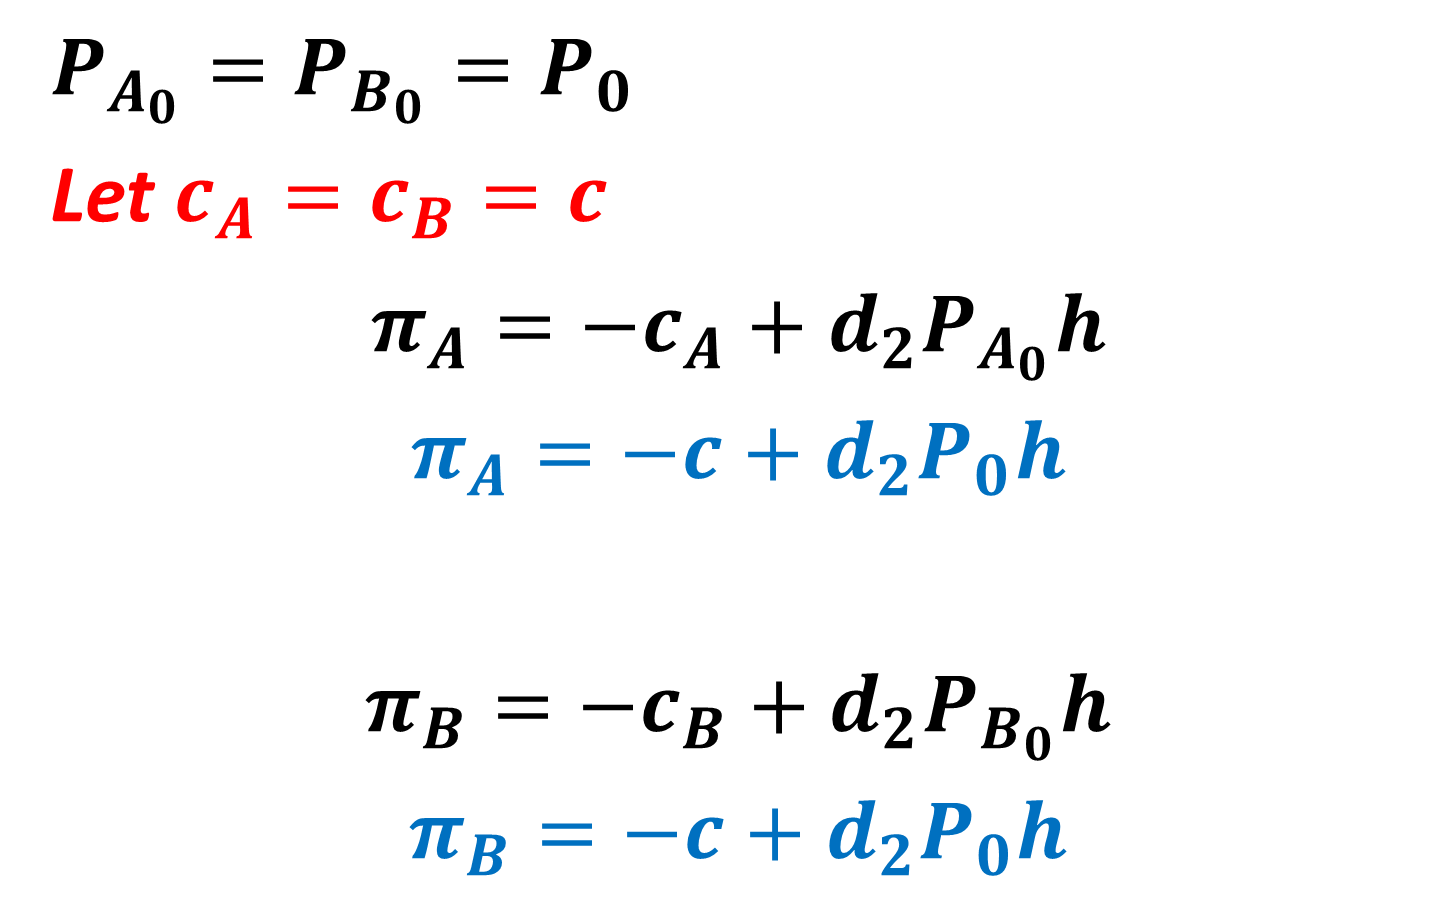 P_{A_0} = P_{B_0} = P_0
Let c_A = c_B = c
π_A = −c_A + d_2 P_{A_0} h
π_A = −c + d_2 P_0 h
π_B = −c_B + d_2 P_{B_0} h
π_B = −c + d_2 P_0 h